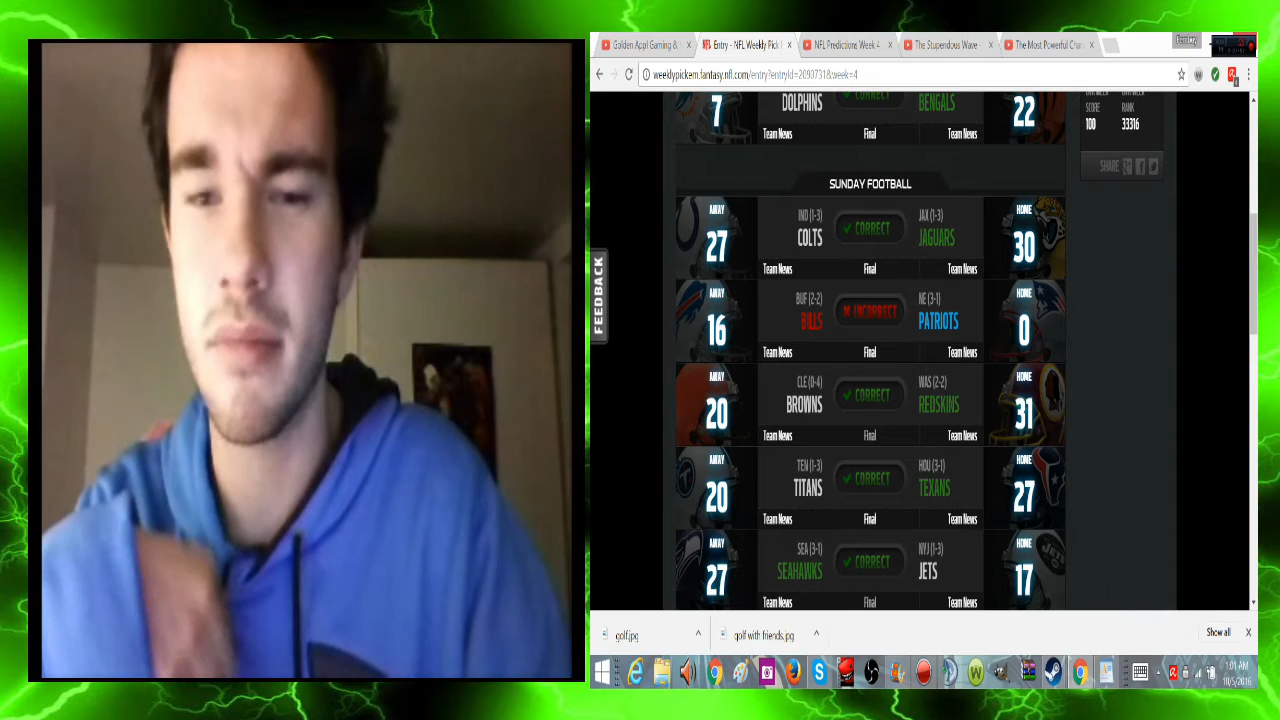 Golden Appl Gaming &
Entry - NFL Weekly Pick
NFL Predictions Week 4
The Stupendous Wave -
The Most Powerful Cha
weeklypickem.fantasy.nfl.com/entry?entryId=2090731&week=4
7
DOLPHINS
CORRECT
BENGALS
22
Team News
Final
Team News
SCORE
RANK
100
33316
SHARE
SUNDAY FOOTBALL
AWAY
IND (1-3)
JAX (1-3)
HOME
27
COLTS
CORRECT
JAGUARS
30
Team News
Final
Team News
AWAY
BUF (2-2)
NE (3-1)
HOME
16
BILLS
INCORRECT
PATRIOTS
0
Team News
Final
Team News
AWAY
CLE (0-4)
WAS (2-2)
HOME
20
BROWNS
CORRECT
REDSKINS
31
Team News
Final
Team News
AWAY
TEN (1-3)
HOU (3-1)
HOME
20
TITANS
CORRECT
TEXANS
27
Team News
Final
Team News
AWAY
SEA (3-1)
NYJ (1-3)
HOME
27
SEAHAWKS
CORRECT
JETS
17
Team News
Final
Team News
FEEDBACK
golf.jpg
golf with friends.jpg
Show all
1:01 AM
10/5/2016